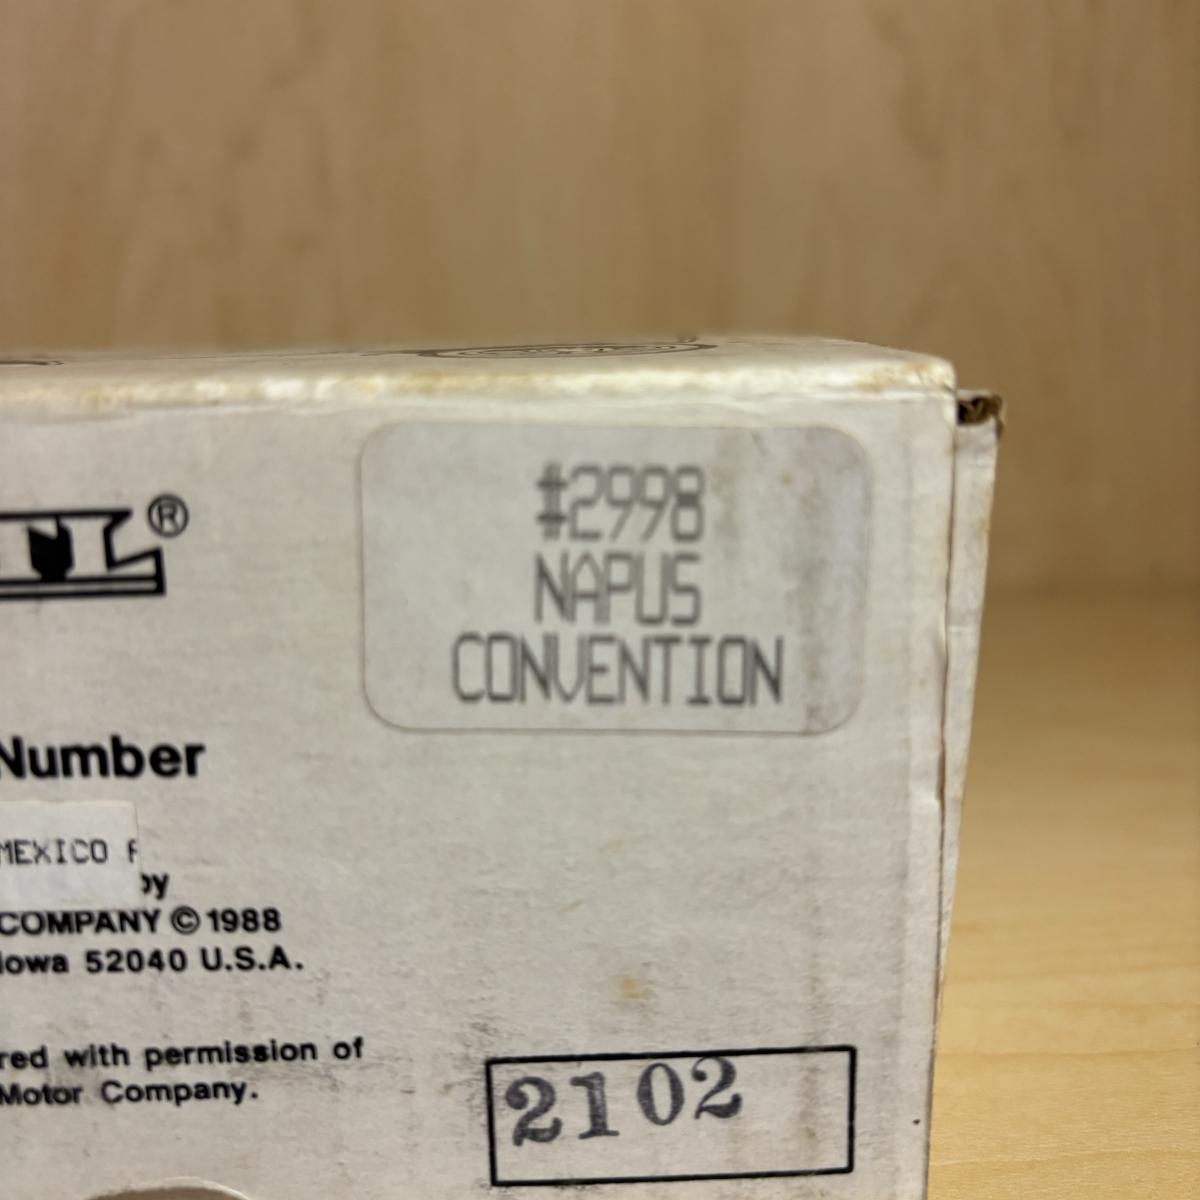 #2998
NAPUS
CONVENTION
®
Number
MEXICO
by
COMPANY © 1988
Iowa 52040 U.S.A.
red with permission of
Motor Company.
2102